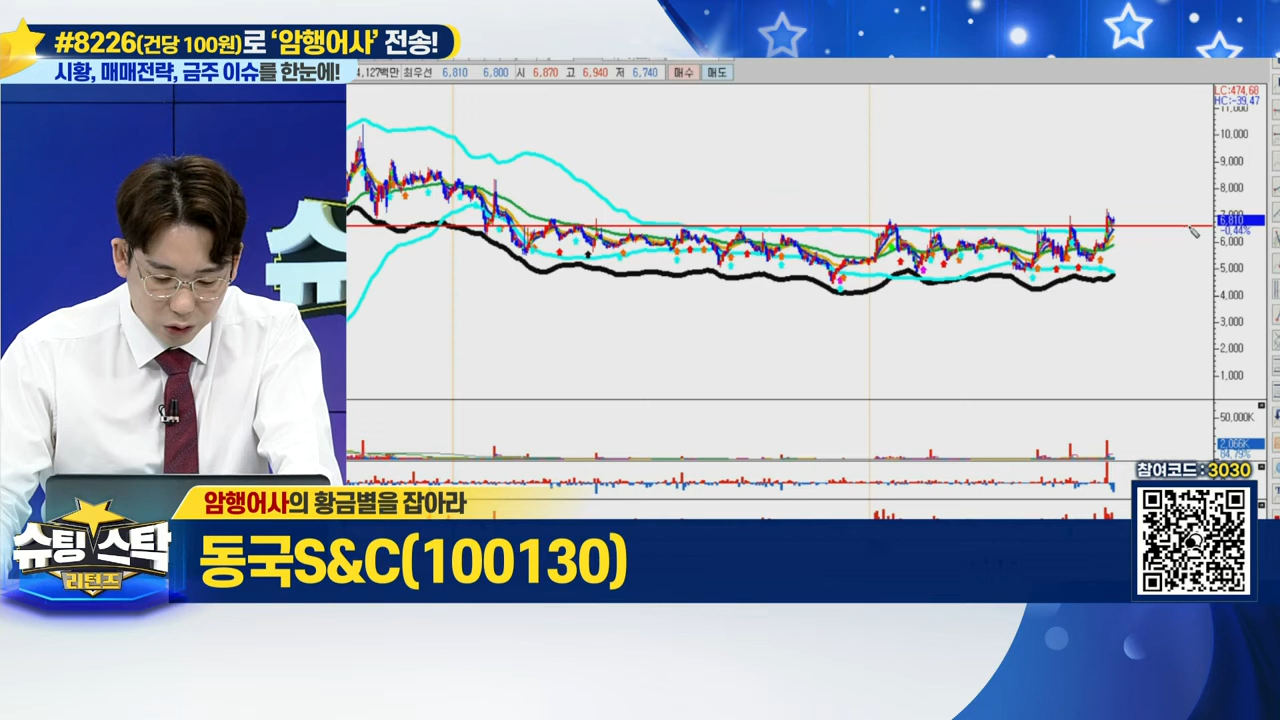 #8226(건당 100원)로 ‘암행어사’ 전송!
시황, 매매전략, 금주 이슈를 한눈에!
4,127백만 최우선 6,810 6,800 시 6,870 고 6,940 저 6,740 매수 매도
LC:474.68
HC:-39.47
11,000
10,000
9,000
8,000
7,000
6,810
-0.44%
6,000
5,000
4,000
3,000
2,000
1,000
50,000K
2,066K
84.79%
참여코드 : 3030
암행어사의 황금별을 잡아라
슈팅 스탁
리턴즈
동국S&C(100130)